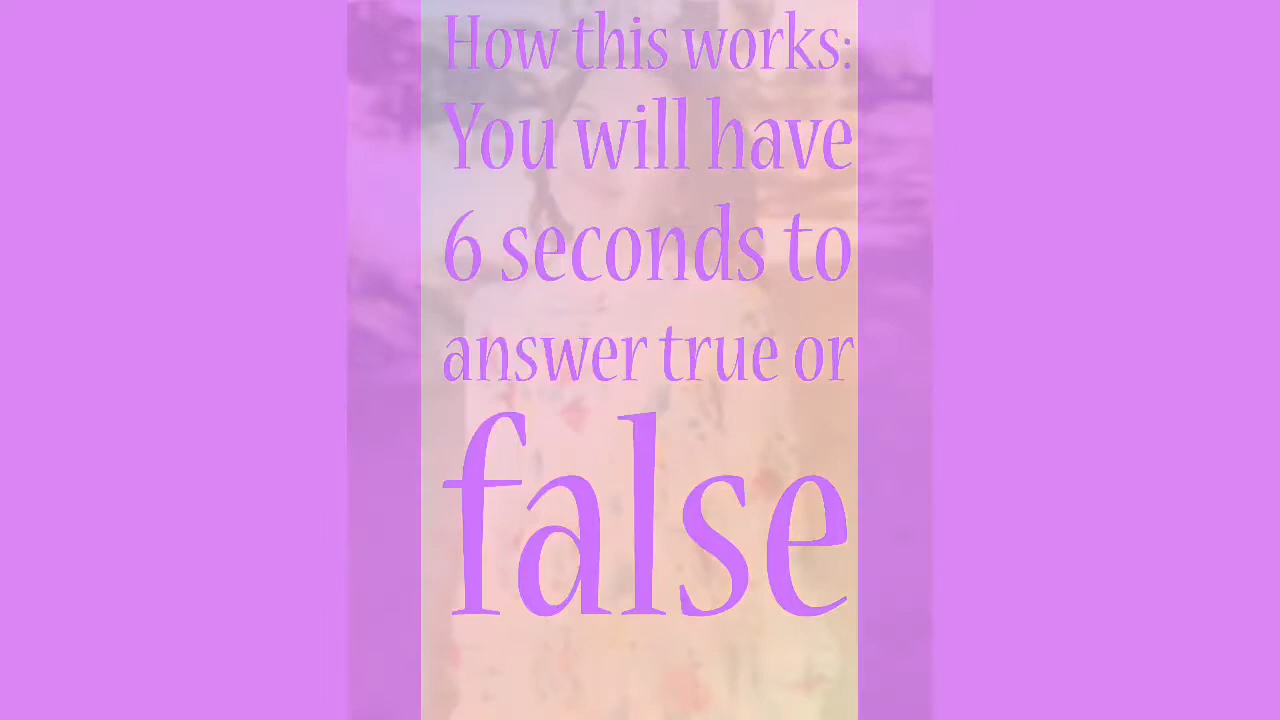 How this works:
You will have
6 seconds to
answer true or
false